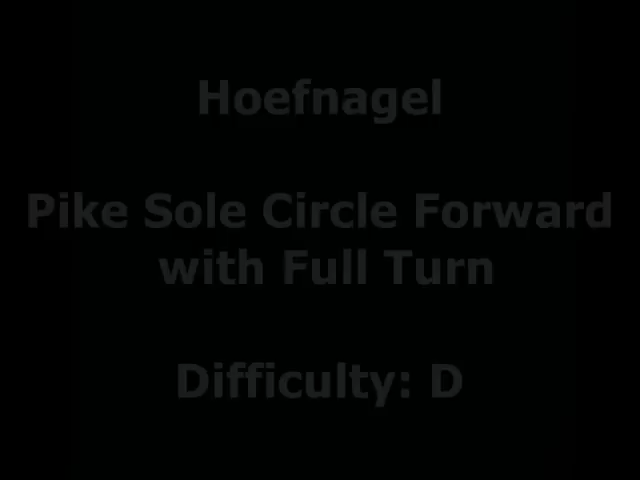 Hoefnagel
Pike Sole Circle Forward
with Full Turn
Difficulty: D